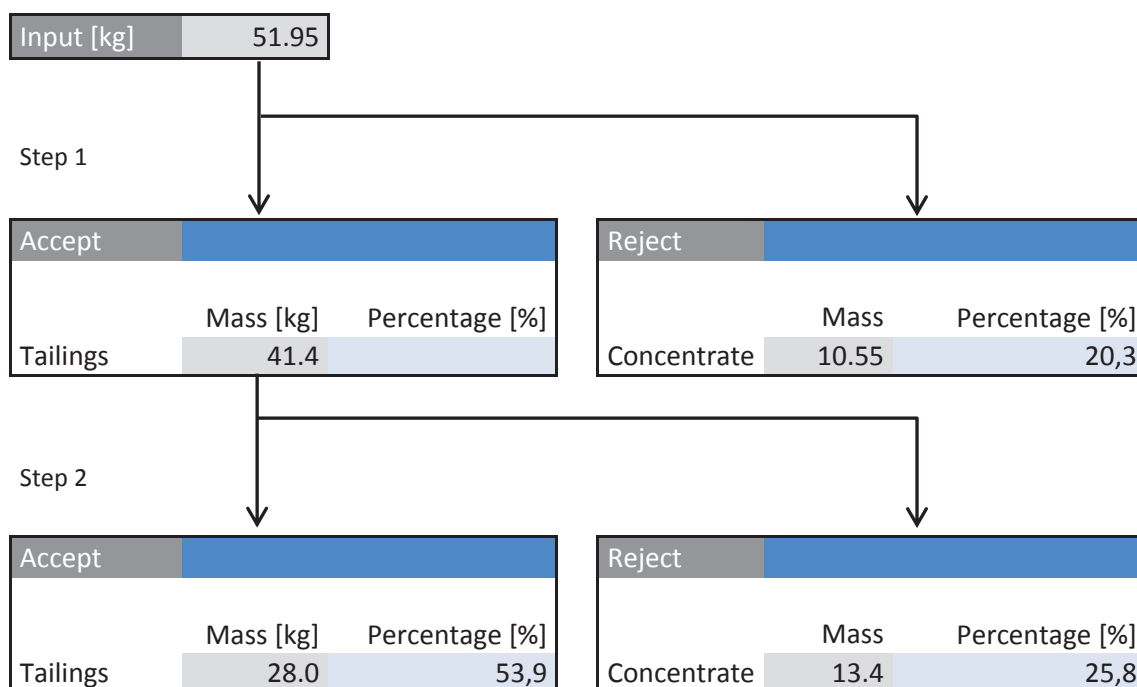 Input [kg] 51.95
Step 1
Accept Reject
Mass [kg] Percentage [%] Mass Percentage [%]
Tailings 41.4 Concentrate 10.55 20,3
Step 2
Accept Reject
Mass [kg] Percentage [%] Mass Percentage [%]
Tailings 28.0 53,9 Concentrate 13.4 25,8